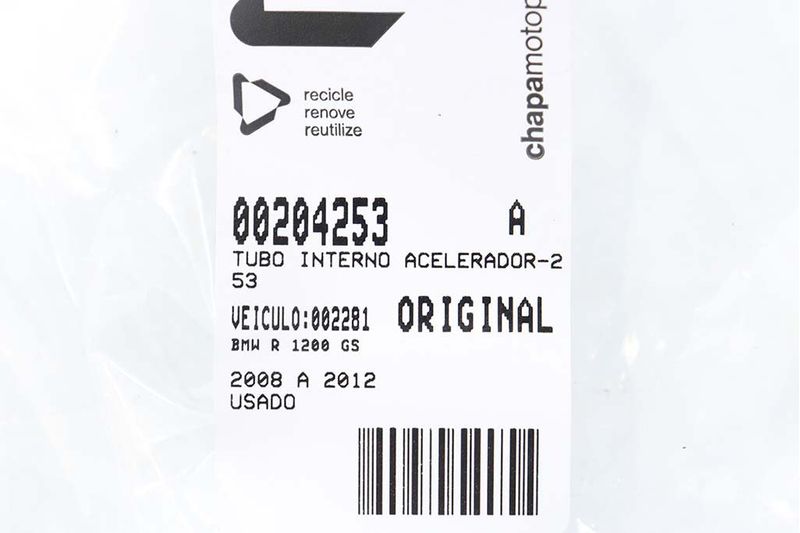 recicle
renove
reutilize
chapamotop
00204253 A
TUBO INTERNO ACELERADOR-2
53
VEICULO:002281 ORIGINAL
BMW R 1200 GS
2008 A 2012
USADO